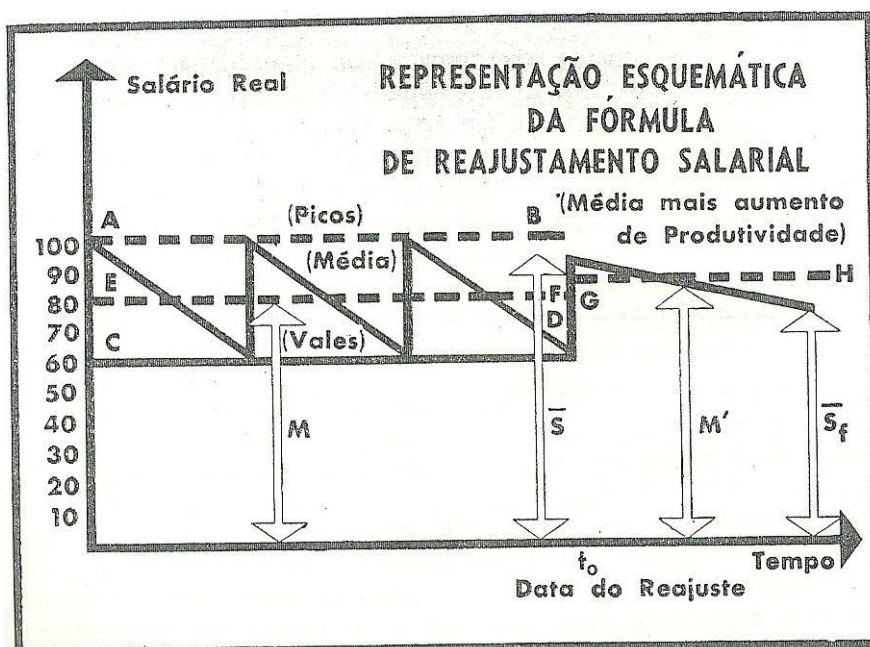 Salário Real
REPRESENTAÇÃO ESQUEMÁTICA
DA FÓRMULA
DE REAJUSTAMENTO SALARIAL
A
(Picos)
B
(Média mais aumento
de Produtividade)
100
90
80
70
60
50
40
30
20
10
E
(Média)
F
G
H
D
C
(Vales)
M
S̅
M'
S̅f
to
Tempo
Data do Reajuste